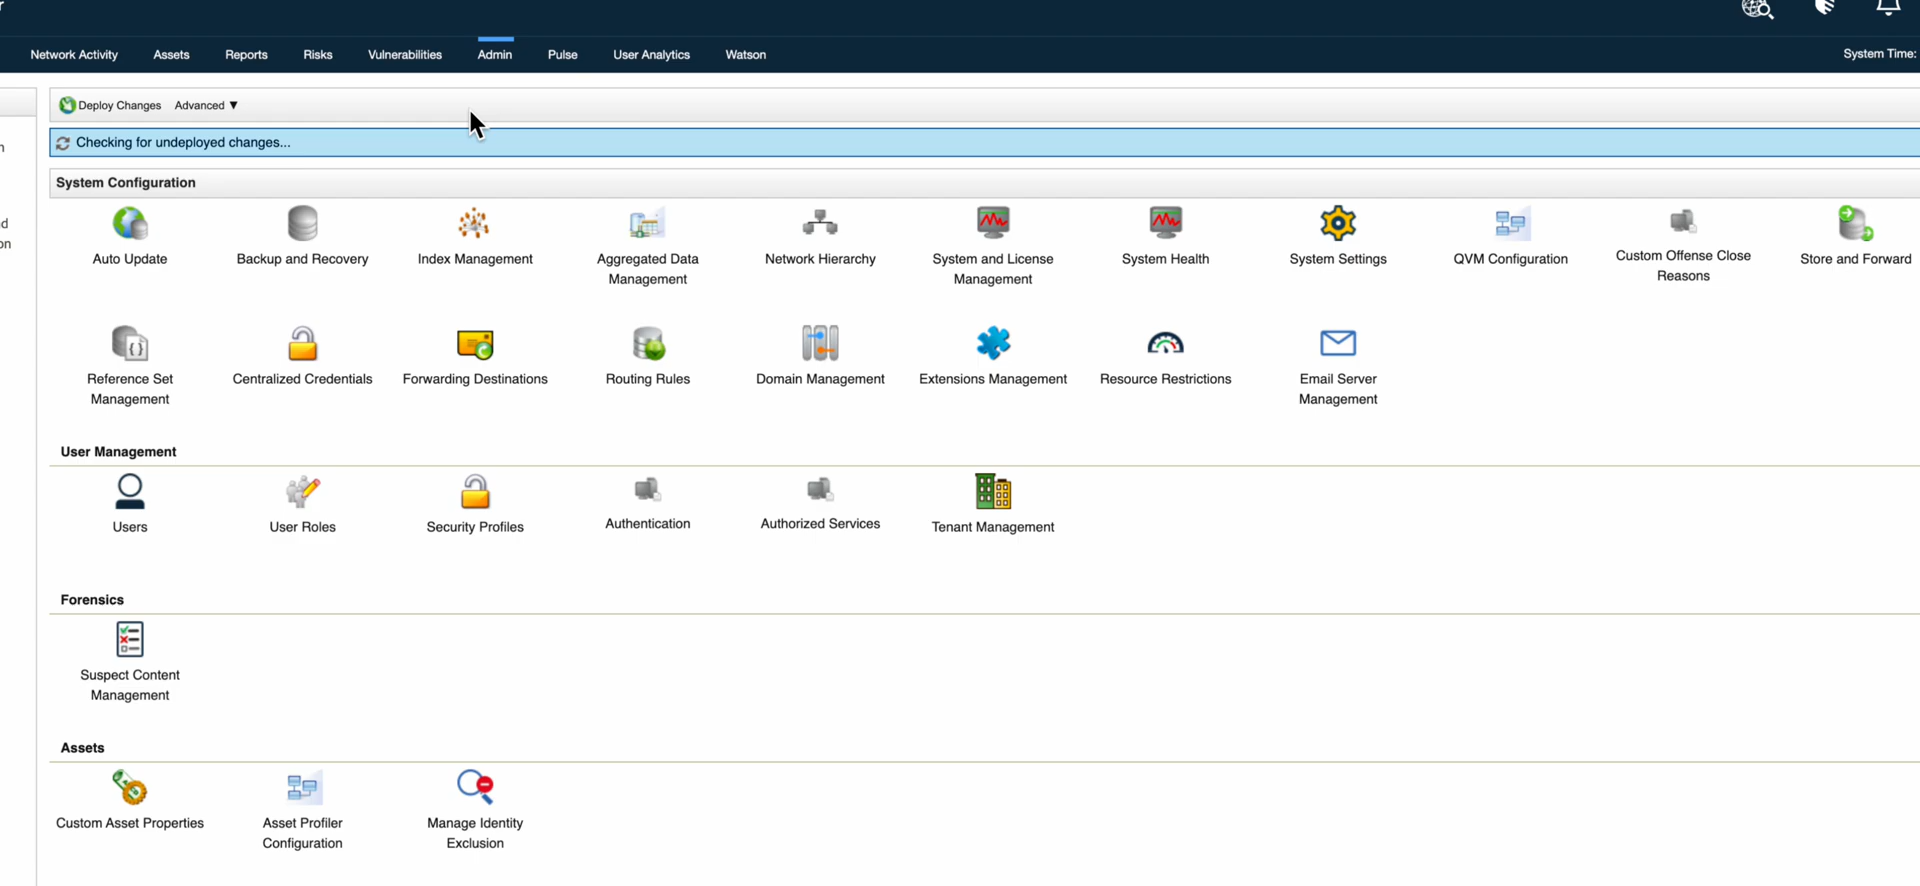 r
Network Activity Assets Reports Risks Vulnerabilities Admin Pulse User Analytics Watson System Time:
Deploy Changes Advanced ▼
n
Checking for undeployed changes...
System Configuration
d
on
Auto Update Backup and Recovery Index Management Aggregated Data Management Network Hierarchy System and License Management System Health System Settings QVM Configuration Custom Offense Close Reasons Store and Forward
Reference Set Management Centralized Credentials Forwarding Destinations Routing Rules Domain Management Extensions Management Resource Restrictions Email Server Management
User Management
Users User Roles Security Profiles Authentication Authorized Services Tenant Management
Forensics
Suspect Content
Management
Assets
Custom Asset Properties Asset Profiler Configuration Manage Identity Exclusion